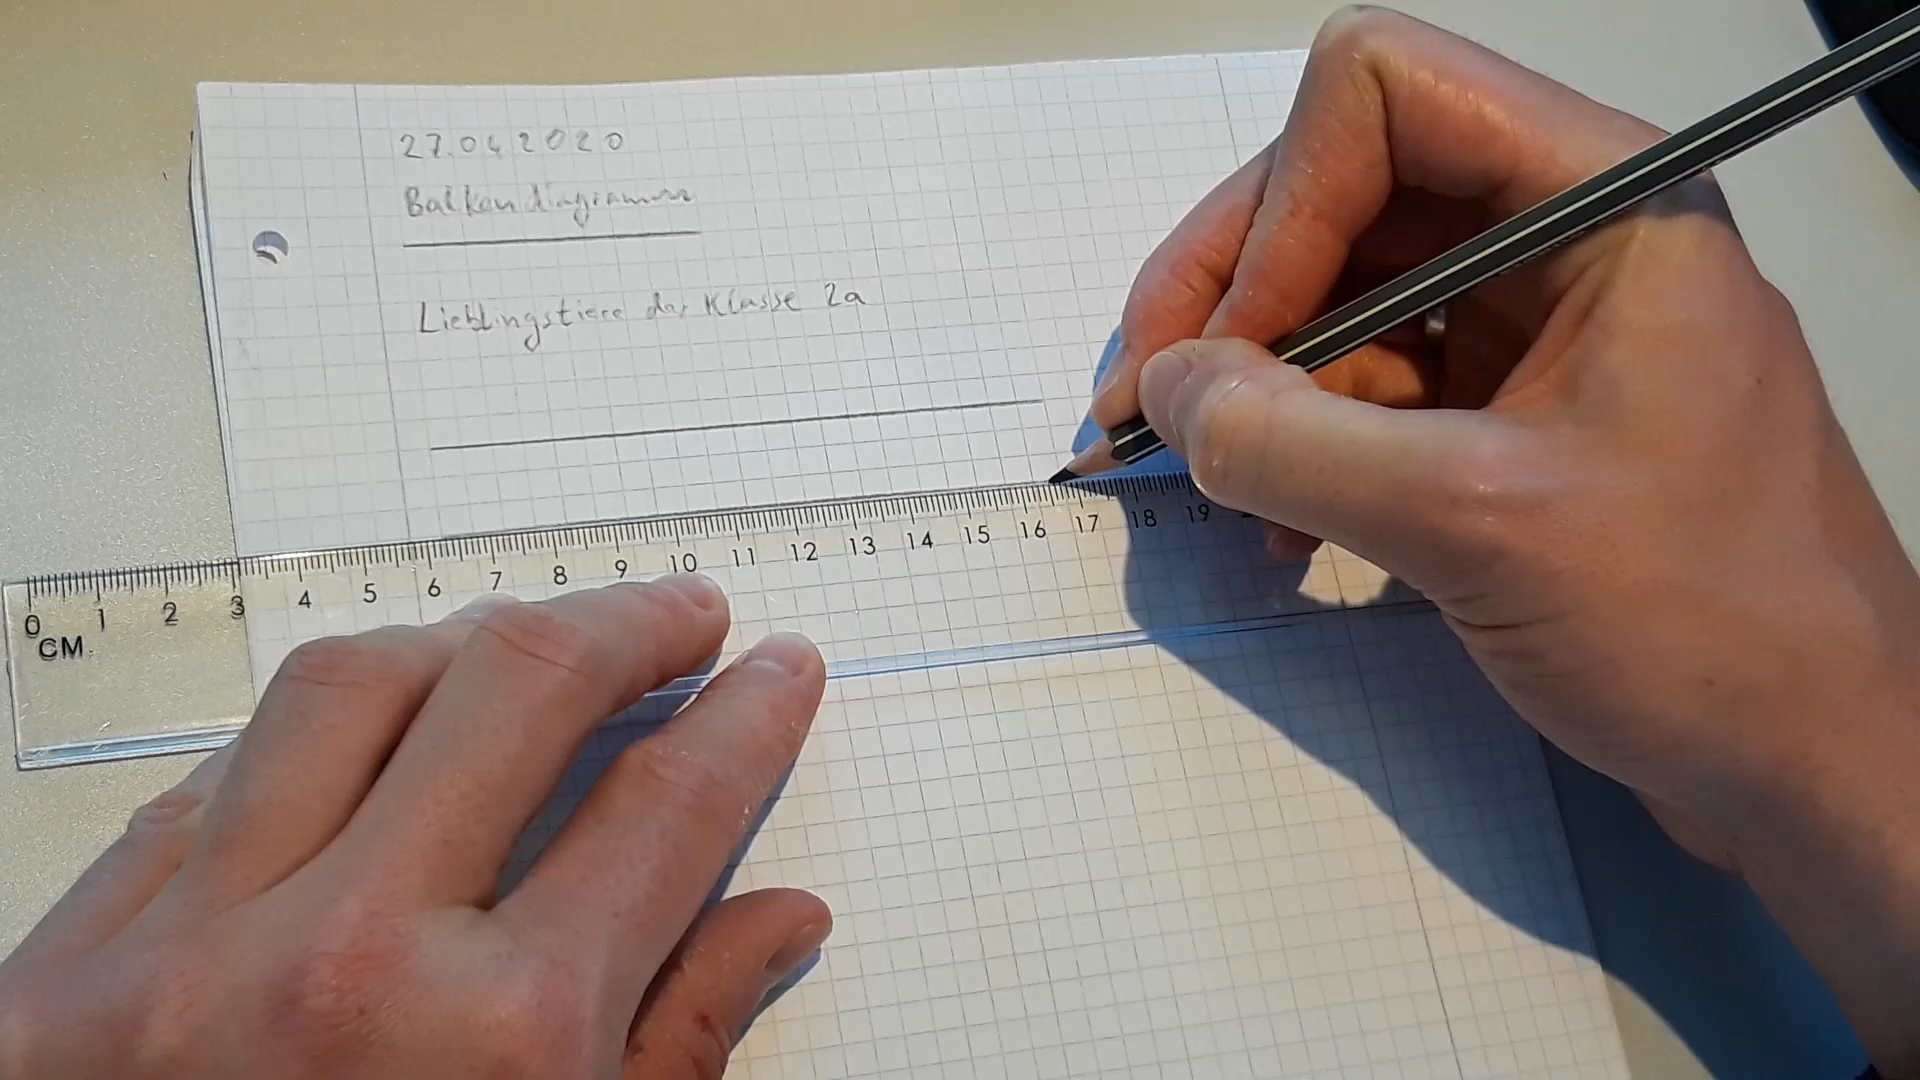 27.04.2020
Balkendiagramm
Lieblingstiere der Klasse 2a
0 1 2 3 4 5 6 7 8 9 10 11 12 13 14 15 16 17 18 19
CM